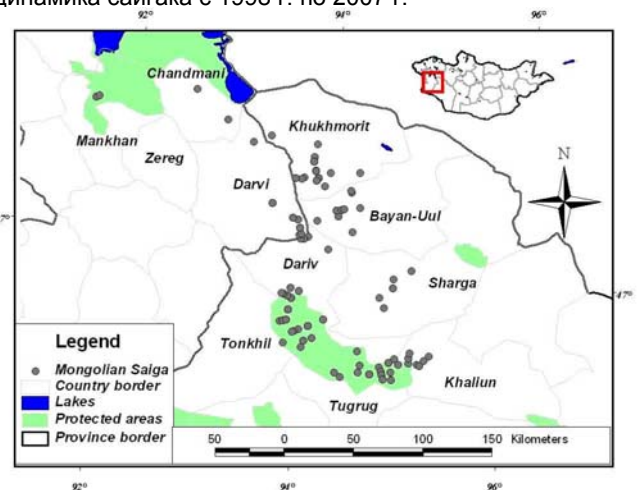 динамика сайгака с 1998 г. по 2007 г.
92° 94° 96°
Chandmani
Khukhmorit
Mankhan
Zereg
N
Darvi
Bayan-Uul
Dariv
Sharga
47°
Tonkhil
Khaliun
Tugrug
Legend
Mongolian Saiga
Country border
Lakes
Protected areas
Province border
50 0 50 100 150 Kilometers
92° 94° 96°